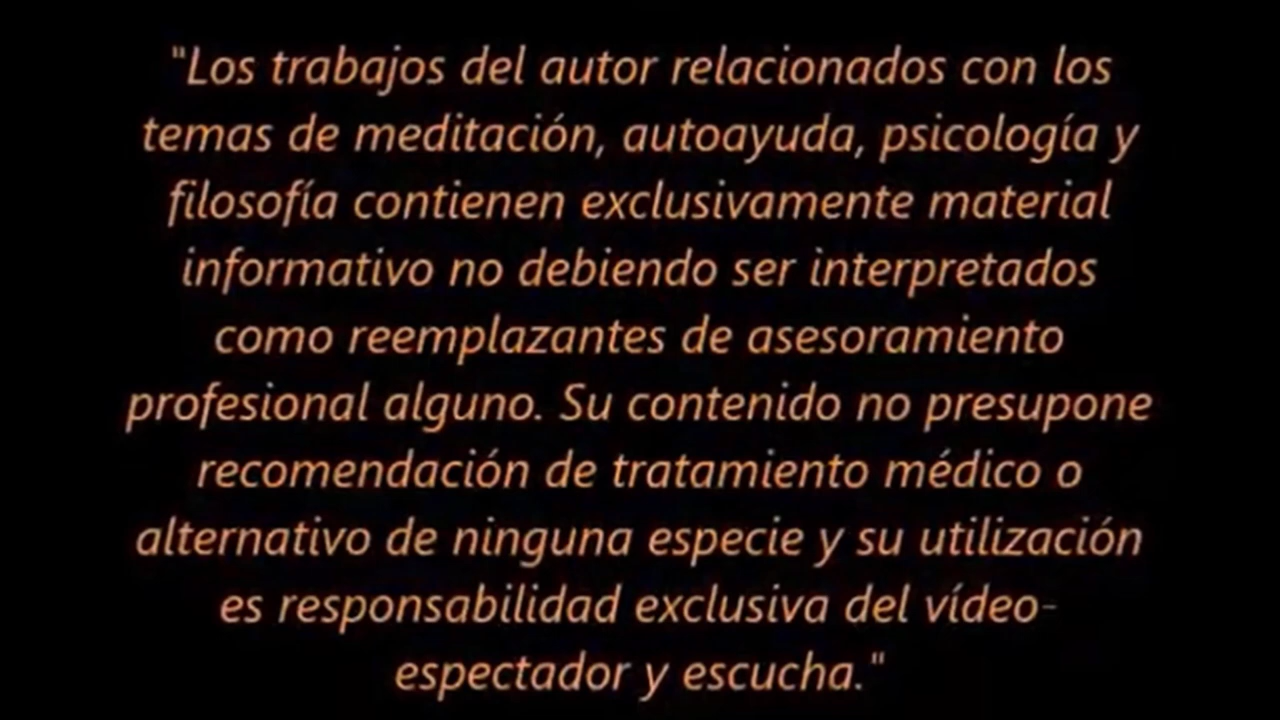 "Los trabajos del autor relacionados con los
temas de meditación, autoayuda, psicología y
filosofía contienen exclusivamente material
informativo no debiendo ser interpretados
como reemplazantes de asesoramiento
profesional alguno. Su contenido no presupone
recomendación de tratamiento médico o
alternativo de ninguna especie y su utilización
es responsabilidad exclusiva del vídeo-
espectador y escucha."